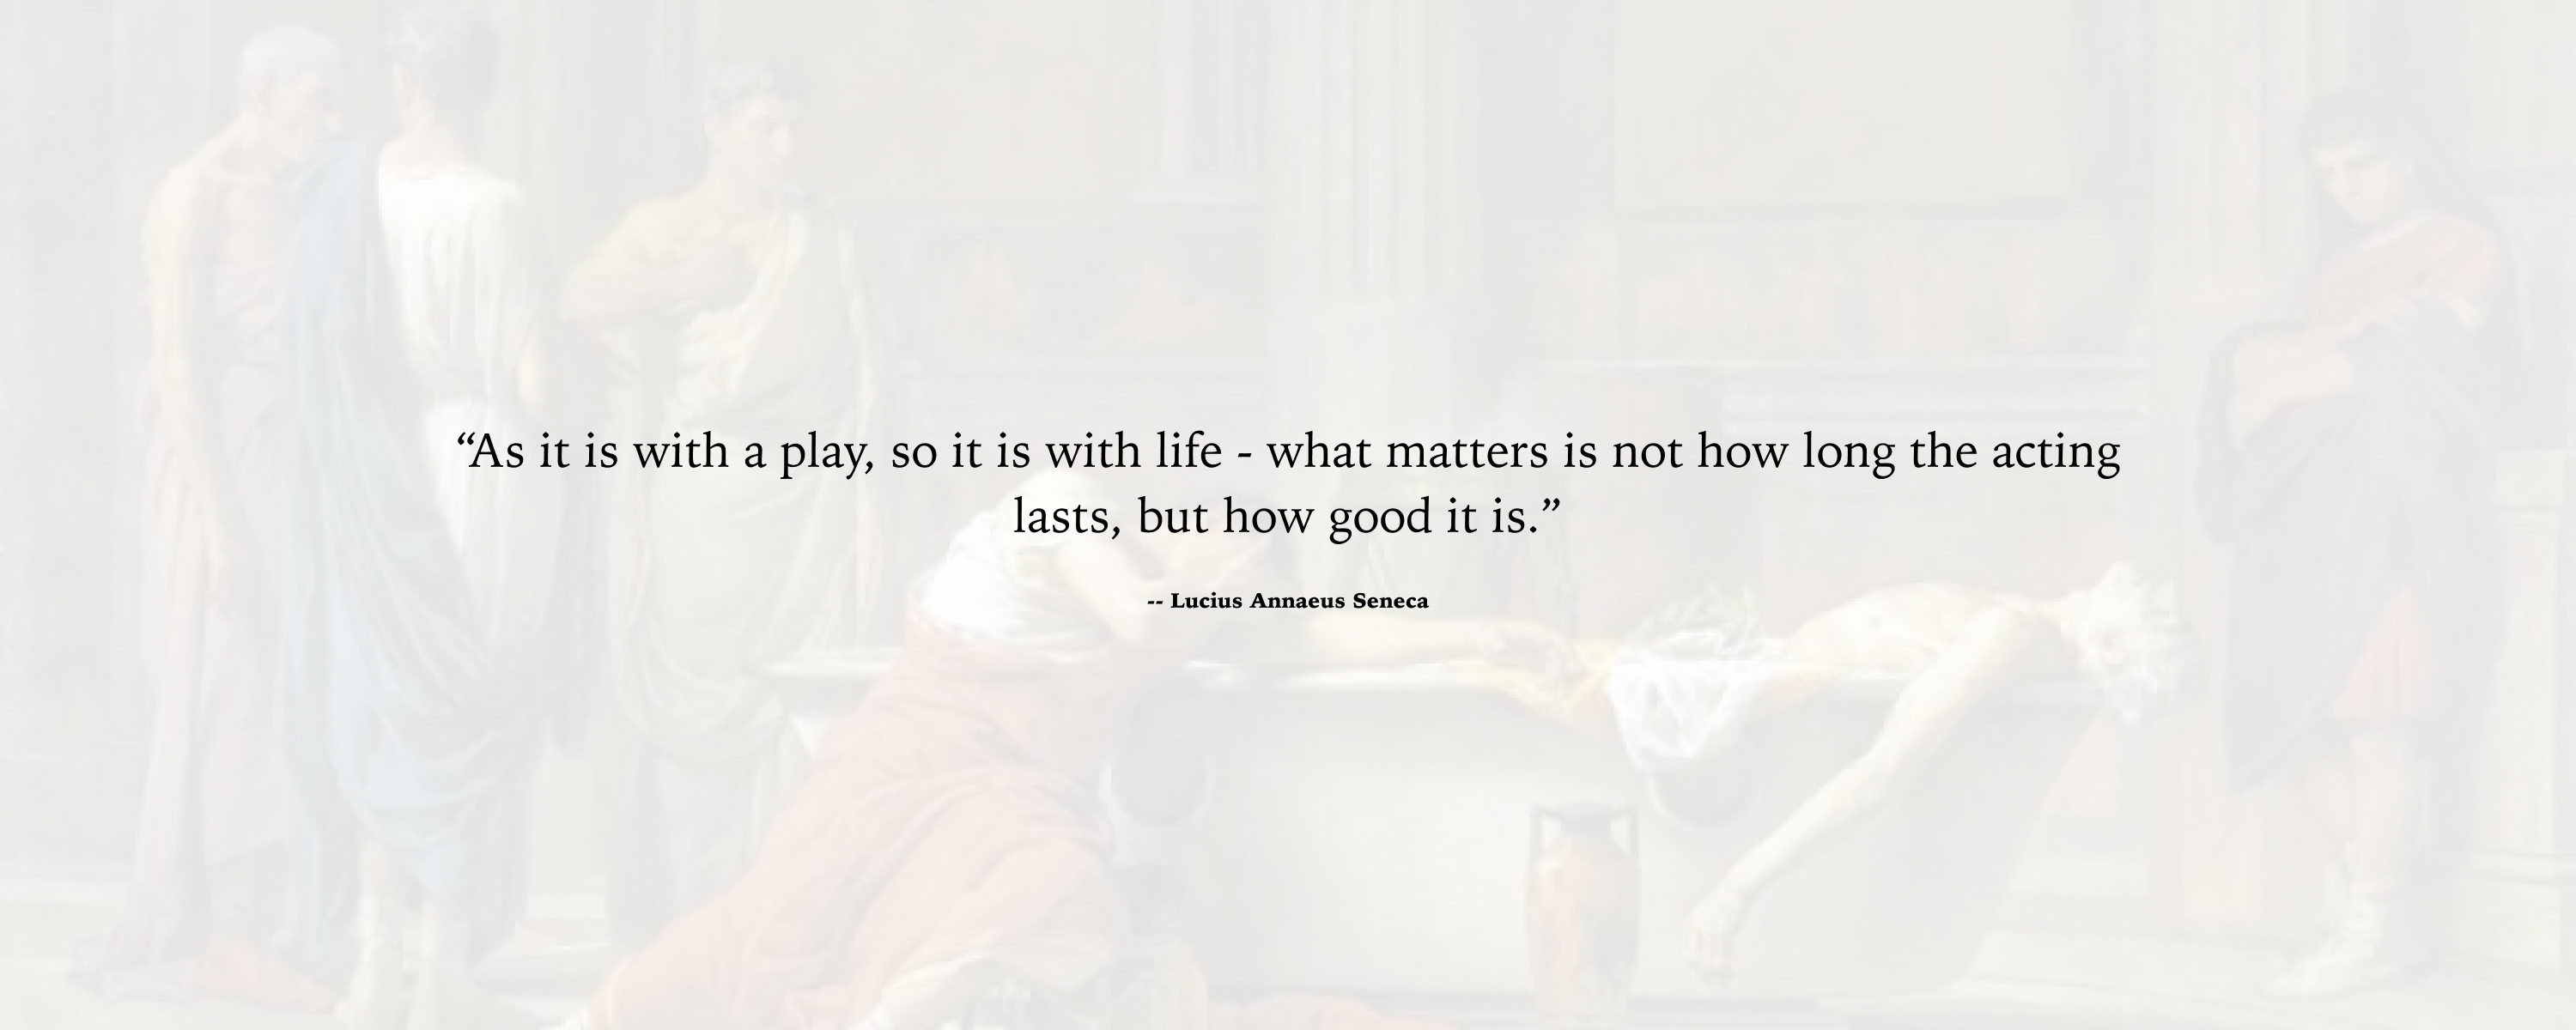 “As it is with a play, so it is with life - what matters is not how long the acting
lasts, but how good it is.”
-- Lucius Annaeus Seneca